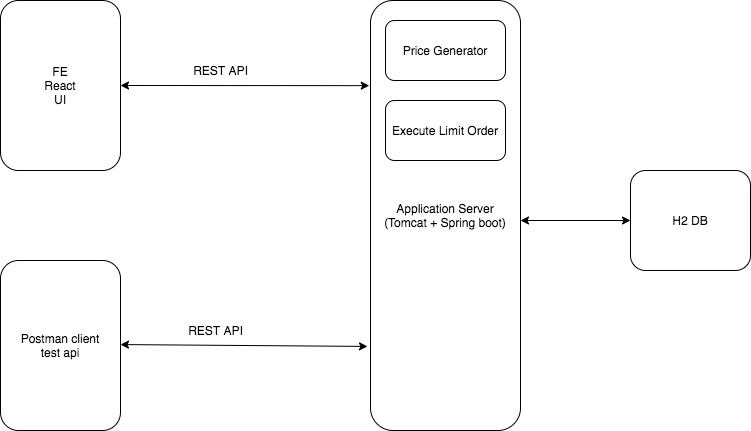 FE
React
UI
REST API
Price Generator
Execute Limit Order
Application Server
(Tomcat + Spring boot)
H2 DB
Postman client
test api
REST API